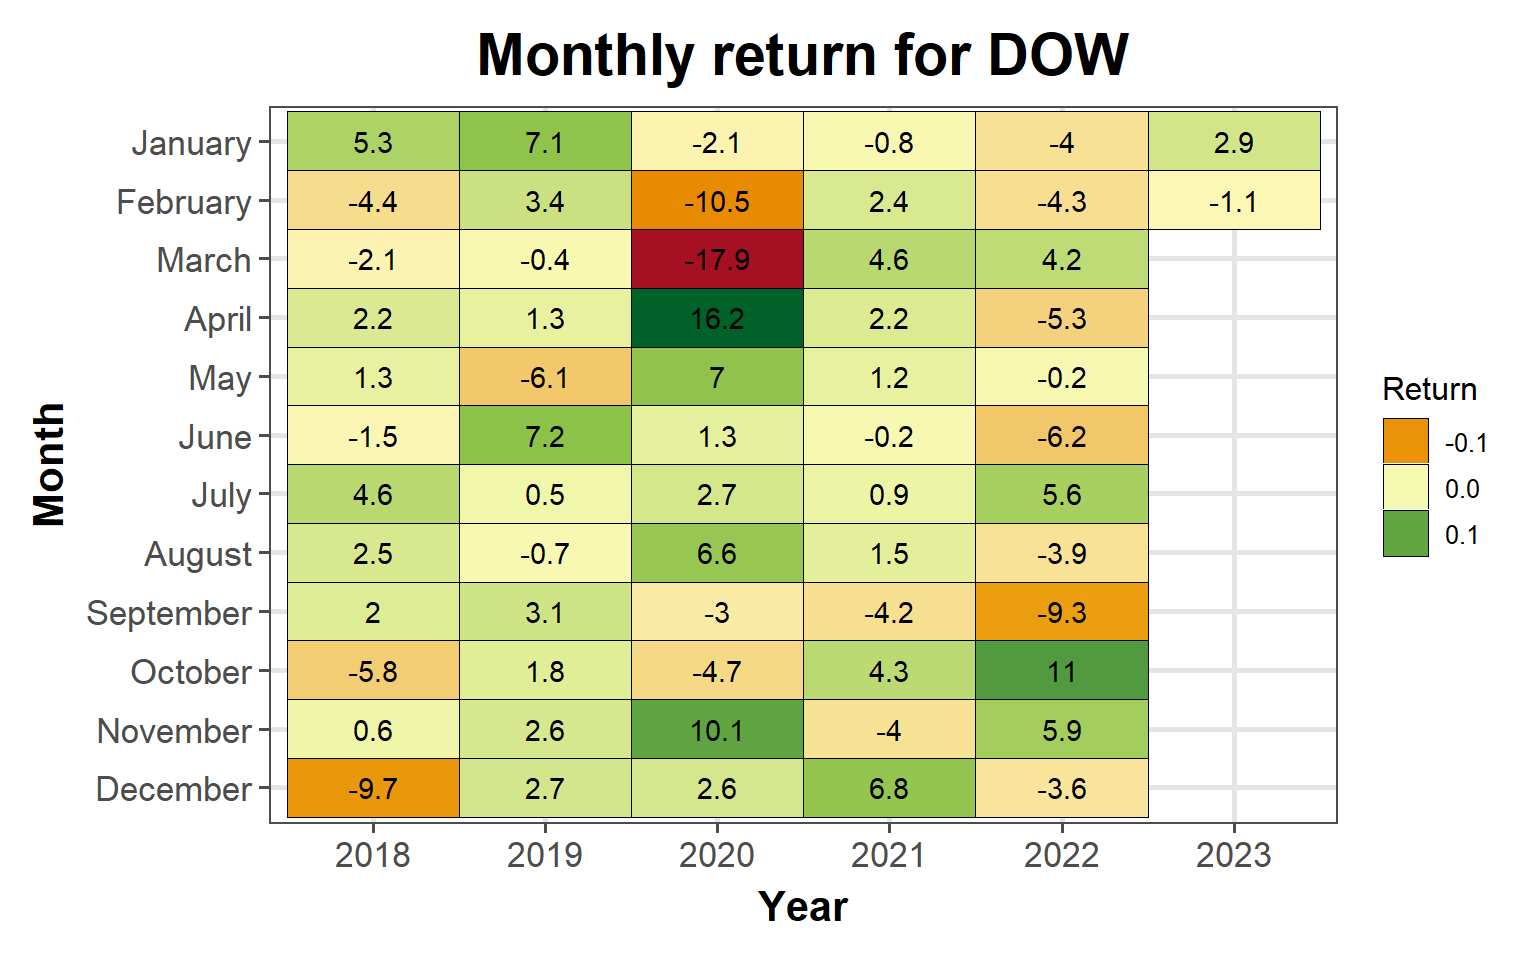 Monthly return for DOW
January 5.3 7.1 -2.1 -0.8 -4 2.9
February -4.4 3.4 -10.5 2.4 -4.3 -1.1
March -2.1 -0.4 -17.9 4.6 4.2
April 2.2 1.3 16.2 2.2 -5.3
May 1.3 -6.1 7 1.2 -0.2
June -1.5 7.2 1.3 -0.2 -6.2
July 4.6 0.5 2.7 0.9 5.6
August 2.5 -0.7 6.6 1.5 -3.9
September 2 3.1 -3 -4.2 -9.3
October -5.8 1.8 -4.7 4.3 11
November 0.6 2.6 10.1 -4 5.9
December -9.7 2.7 2.6 6.8 -3.6
2018 2019 2020 2021 2022 2023
Year
Month
Return
-0.1
0.0
0.1